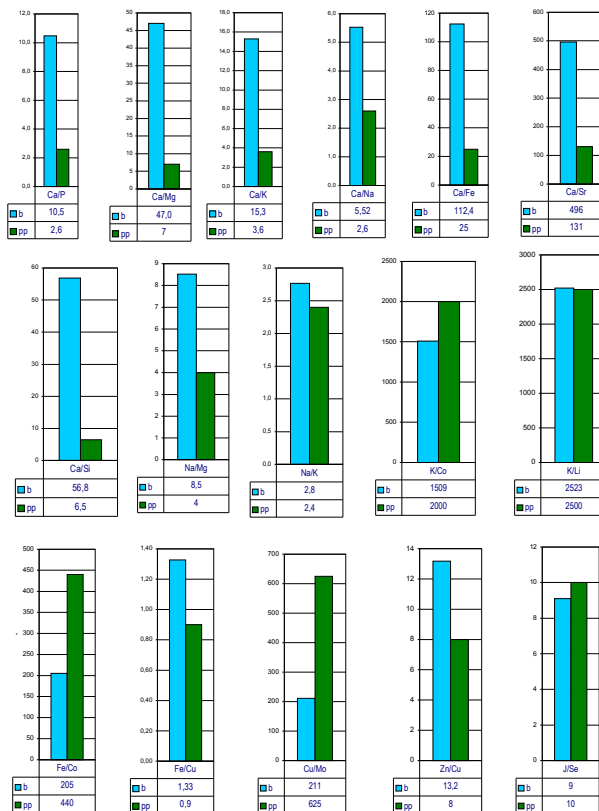 12,0
10,0
8,0
6,0
4,0
2,0
0,0
Ca/P
b 10,5
pp 2,6
50
45
40
35
30
25
20
15
10
5
0
Ca/Mg
b 47,0
pp 7
18,0
16,0
14,0
12,0
10,0
8,0
6,0
4,0
2,0
0,0
Ca/K
b 15,3
pp 3,6
6,0
5,0
4,0
3,0
2,0
1,0
0,0
Ca/Na
b 5,52
pp 2,6
120
100
80
60
40
20
0
Ca/Fe
b 112,4
pp 25
600
500
400
300
200
100
0
Ca/Sr
b 496
pp 131
60
50
40
30
20
10
0
Ca/Si
b 56,8
pp 6,5
9
8
7
6
5
4
3
2
1
0
Na/Mg
b 8,5
pp 4
3,0
2,5
2,0
1,5
1,0
0,5
0,0
Na/K
b 2,8
pp 2,4
2500
2000
1500
1000
500
0
K/Co
b 1509
pp 2000
3000
2500
2000
1500
1000
500
0
K/Li
b 2523
pp 2500
500
450
400
350
300
250
200
150
100
50
0
Fe/Co
b 205
pp 440
1,40
1,20
1,00
0,80
0,60
0,40
0,20
0,00
Fe/Cu
b 1,33
pp 0,9
700
600
500
400
300
200
100
0
Cu/Mo
b 211
pp 625
14
12
10
8
6
4
2
0
Zn/Cu
b 13,2
pp 8
12
10
8
6
4
2
0
J/Se
b 9
pp 10